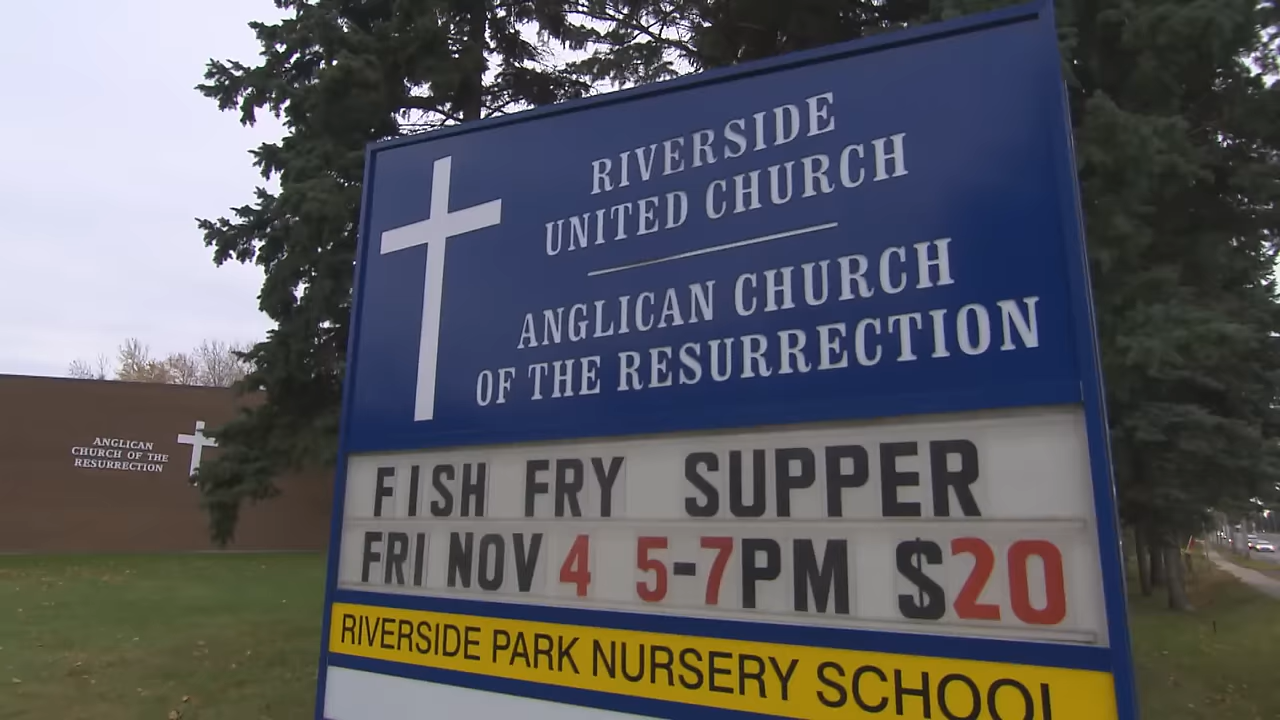 RIVERSIDE
UNITED CHURCH
ANGLICAN CHURCH
OF THE RESURRECTION
FISH FRY SUPPER
FRI NOV 4 5-7PM $20
RIVERSIDE PARK NURSERY SCHOOL
ANGLICAN
CHURCH OF THE
RESURRECTION